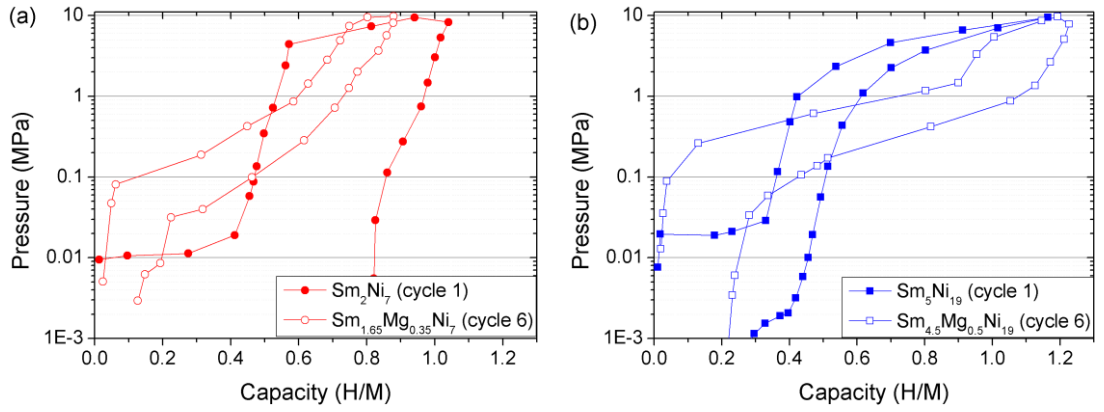 (a)
10
1
0.1
0.01
1E-3
Pressure (MPa)
0.0 0.2 0.4 0.6 0.8 1.0 1.2
Capacity (H/M)
Sm₂Ni₇ (cycle 1)
Sm₁.₆₅Mg₀.₃₅Ni₇ (cycle 6)
(b)
10
1
0.1
0.01
1E-3
Pressure (MPa)
0.0 0.2 0.4 0.6 0.8 1.0 1.2
Capacity (H/M)
Sm₅Ni₁₉ (cycle 1)
Sm₄.₅Mg₀.₅Ni₁₉ (cycle 6)